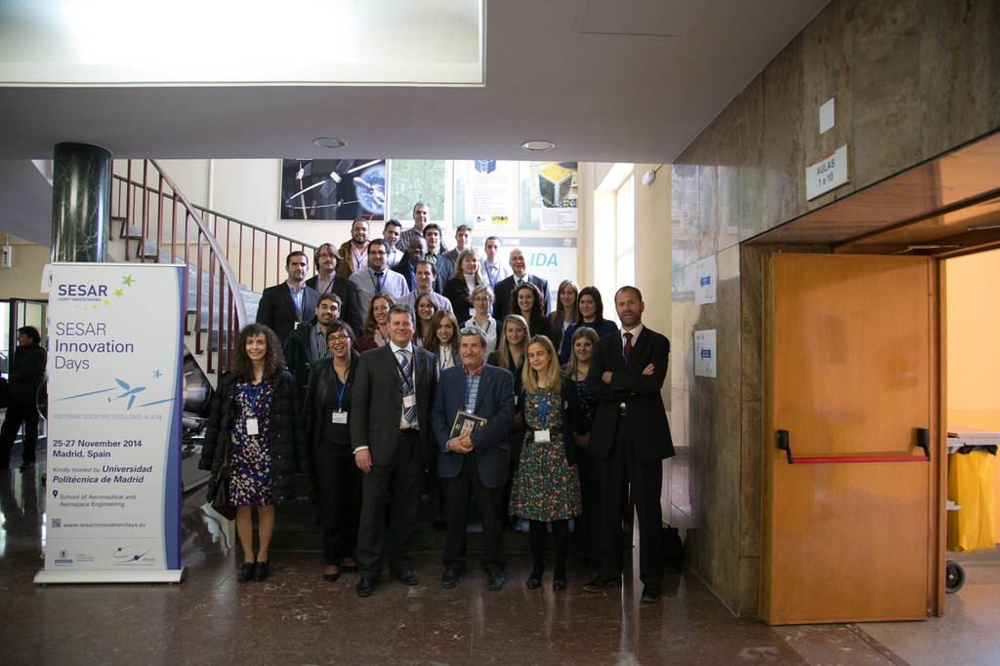 SESAR
JOINT UNDERTAKING
SESAR
Innovation
Days
FOSTERING SCIENTIFIC EXCELLENCE IN ATM
25-27 November 2014
Madrid, Spain
Kindly hosted by Universidad
Politécnica de Madrid
School of Aeronautical and
Aerospace Engineering
www.sesarinnovationdays.eu
IDA
AULAS
1 a 10